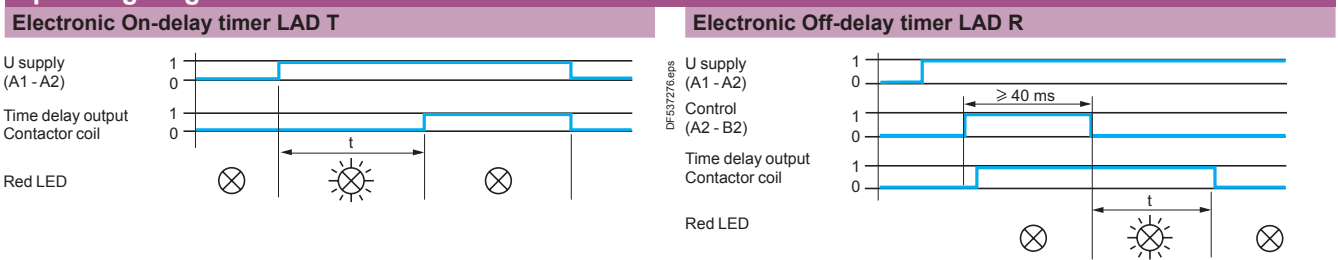 Electronic On-delay timer LAD T
U supply
(A1 - A2)
1
0
Time delay output
Contactor coil
1
0
t
Red LED
Electronic Off-delay timer LAD R
DF537276.eps
U supply
(A1 - A2)
1
0
Control
(A2 - B2)
1
0
⩾ 40 ms
Time delay output
Contactor coil
1
0
t
Red LED